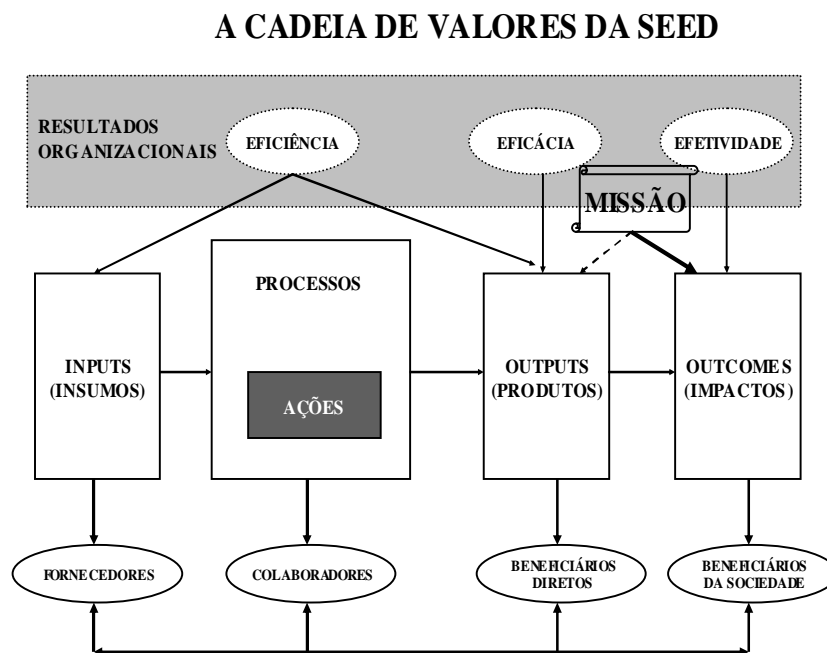 A CADEIA DE VALORES DA SEED
RESULTADOS
ORGANIZACIONAIS
EFICIÊNCIA
EFICÁCIA
EFETIVIDADE
MISSÃO
PROCESSOS
INPUTS
(INSUMOS)
AÇÕES
OUTPUTS
(PRODUTOS)
OUTCOMES
(IMPACTOS)
FORNECEDORES
COLABORADORES
BENEFICIÁRIOS
DIRETOS
BENEFICIÁRIOS
DA SOCIEDADE